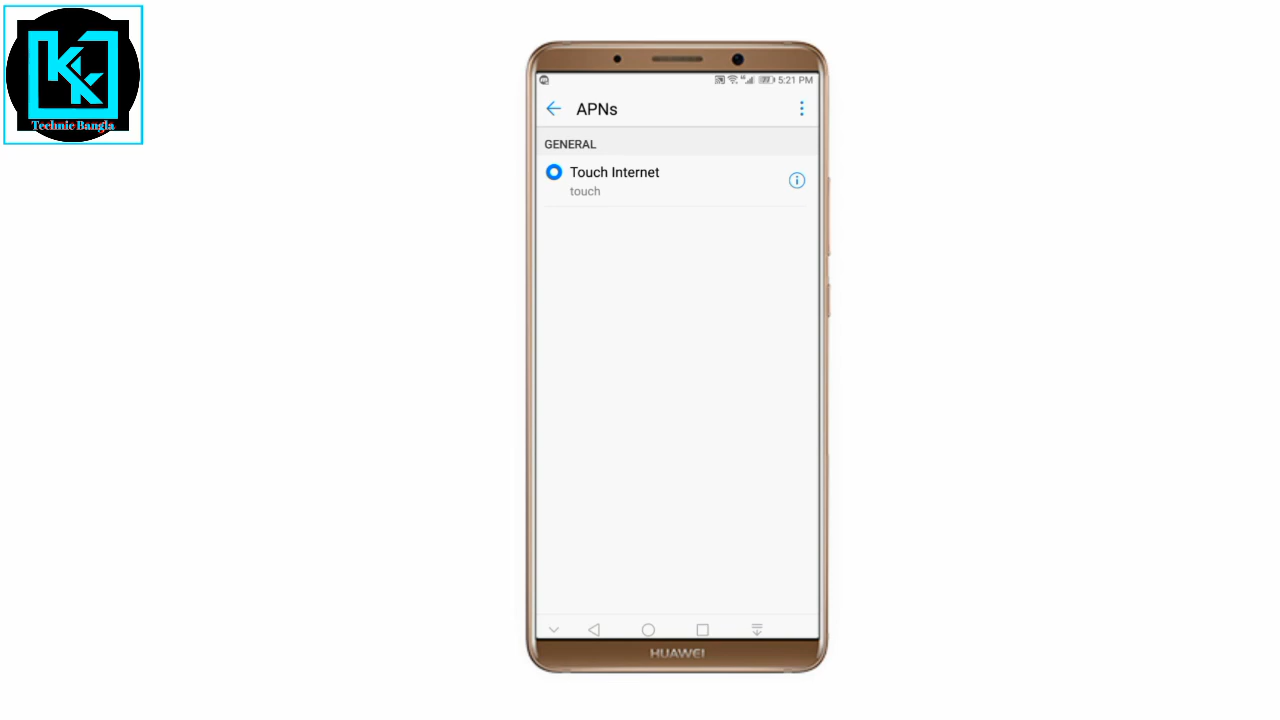 Technic Bangla
5:21 PM
APNs
GENERAL
Touch Internet
touch
HUAWEI